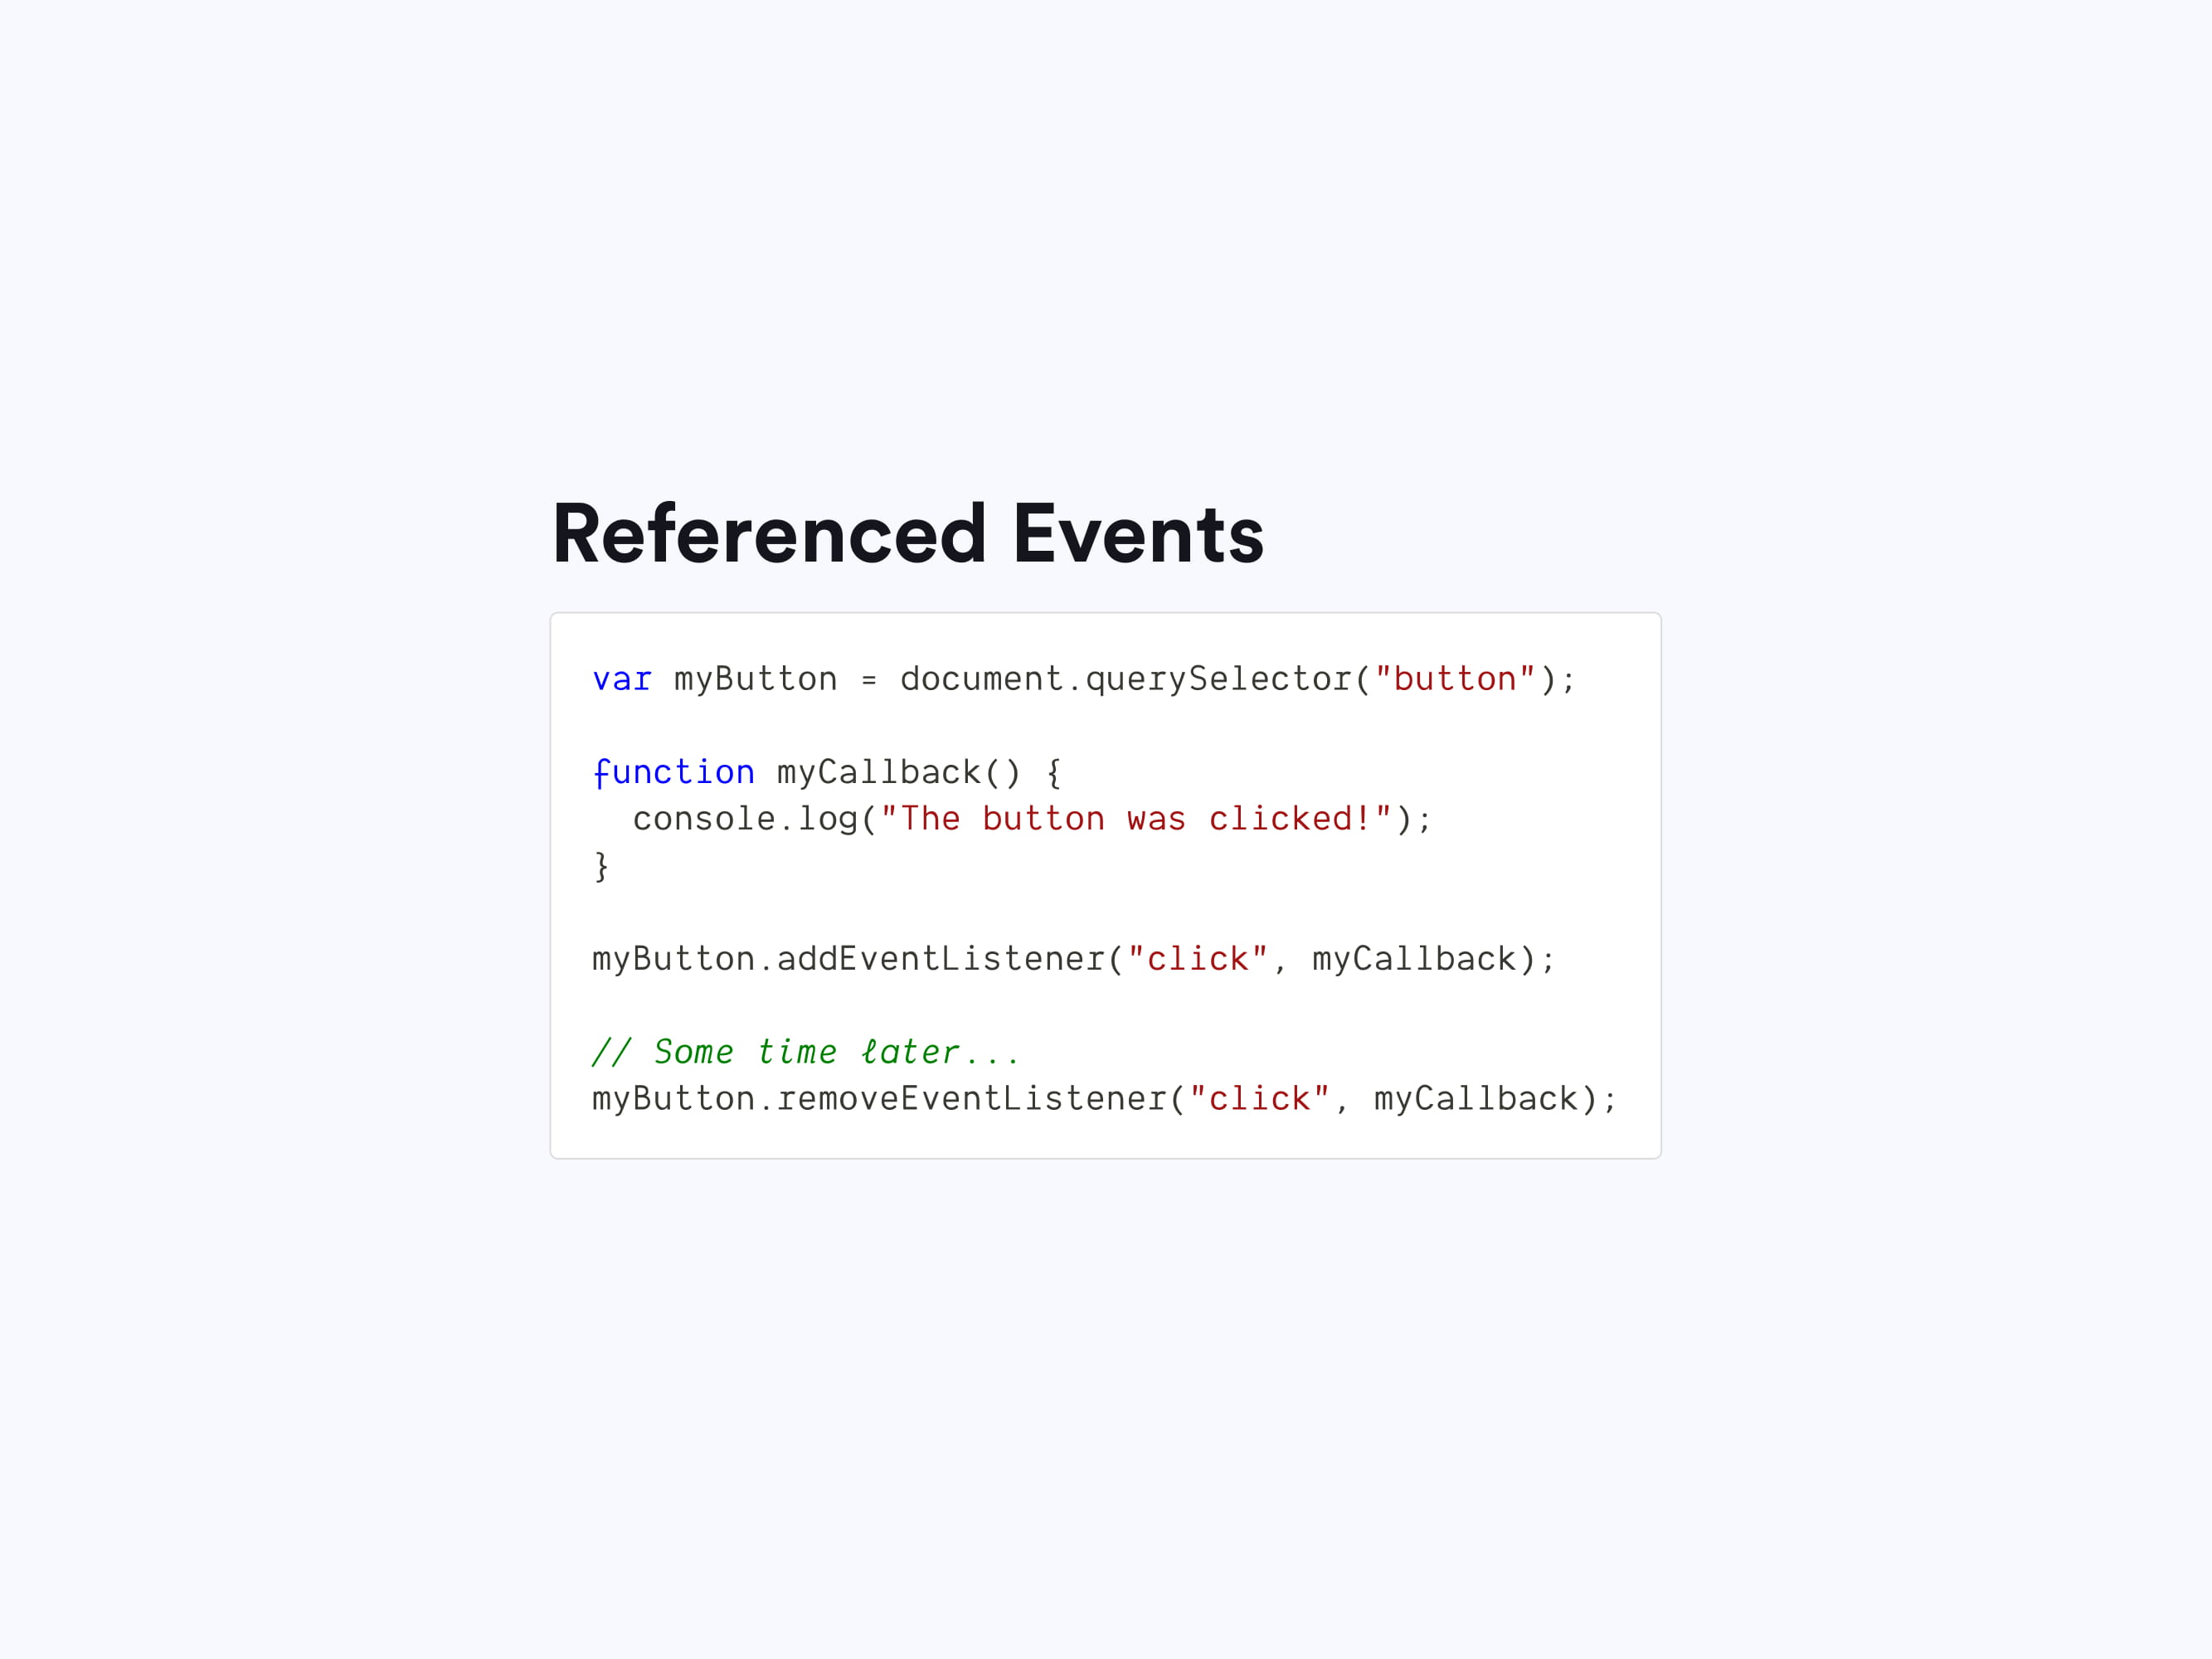 Referenced Events
var myButton = document.querySelector("button");
function myCallback() {
  console.log("The button was clicked!");
}
myButton.addEventListener("click", myCallback);
// Some time later...
myButton.removeEventListener("click", myCallback);